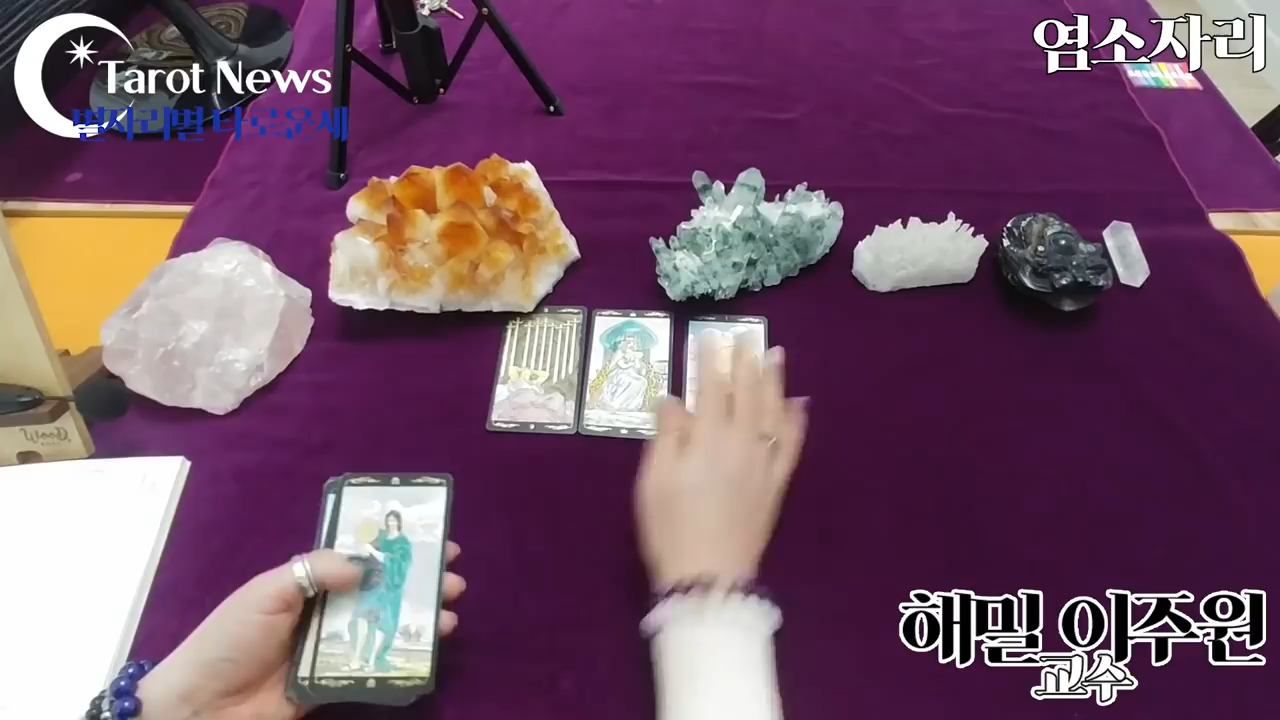 Tarot News
별자리별 타로운세
염소자리
WooD
해밀 이주원
교수